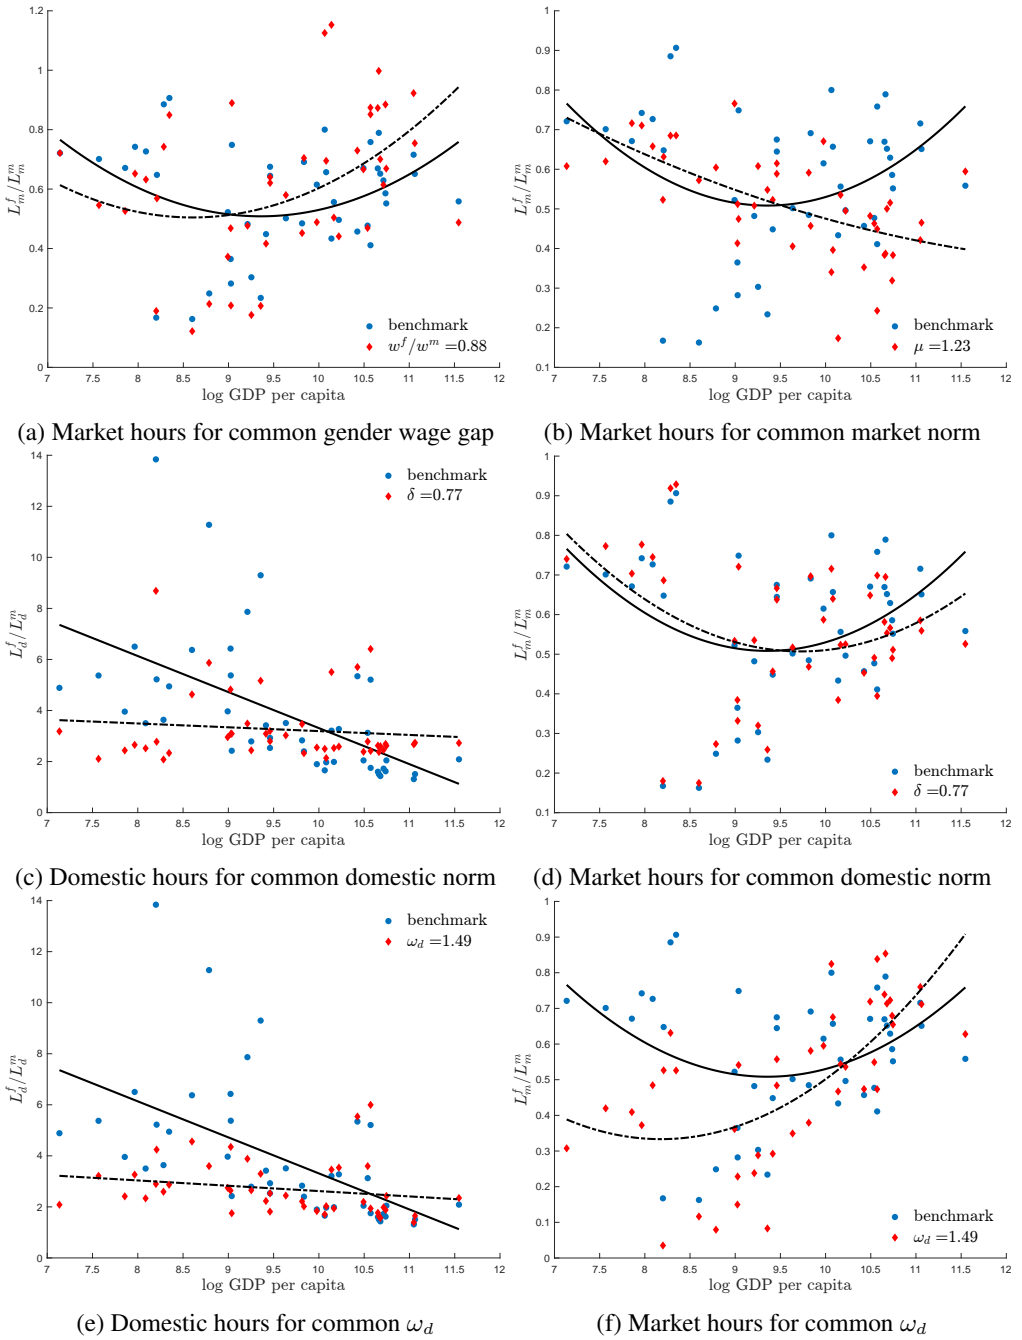 1.2
1
0.8
0.6
0.4
0.2
0
7 7.5 8 8.5 9 9.5 10 10.5 11 11.5 12
L_m^f/L_m^m
log GDP per capita
benchmark
w^f/w^m =0.88
(a) Market hours for common gender wage gap
1
0.9
0.8
0.7
0.6
0.5
0.4
0.3
0.2
0.1
7 7.5 8 8.5 9 9.5 10 10.5 11 11.5 12
L_m^f/L_m^m
log GDP per capita
benchmark
μ =1.23
(b) Market hours for common market norm
14
12
10
8
6
4
2
0
7 7.5 8 8.5 9 9.5 10 10.5 11 11.5 12
L_d^f/L_d^m
log GDP per capita
benchmark
δ =0.77
(c) Domestic hours for common domestic norm
1
0.9
0.8
0.7
0.6
0.5
0.4
0.3
0.2
0.1
7 7.5 8 8.5 9 9.5 10 10.5 11 11.5 12
L_m^f/L_m^m
log GDP per capita
benchmark
δ =0.77
(d) Market hours for common domestic norm
14
12
10
8
6
4
2
0
7 7.5 8 8.5 9 9.5 10 10.5 11 11.5 12
L_d^f/L_d^m
log GDP per capita
benchmark
ω_d =1.49
(e) Domestic hours for common ω_d
1
0.9
0.8
0.7
0.6
0.5
0.4
0.3
0.2
0.1
0
7 7.5 8 8.5 9 9.5 10 10.5 11 11.5 12
L_m^f/L_m^m
log GDP per capita
benchmark
ω_d =1.49
(f) Market hours for common ω_d